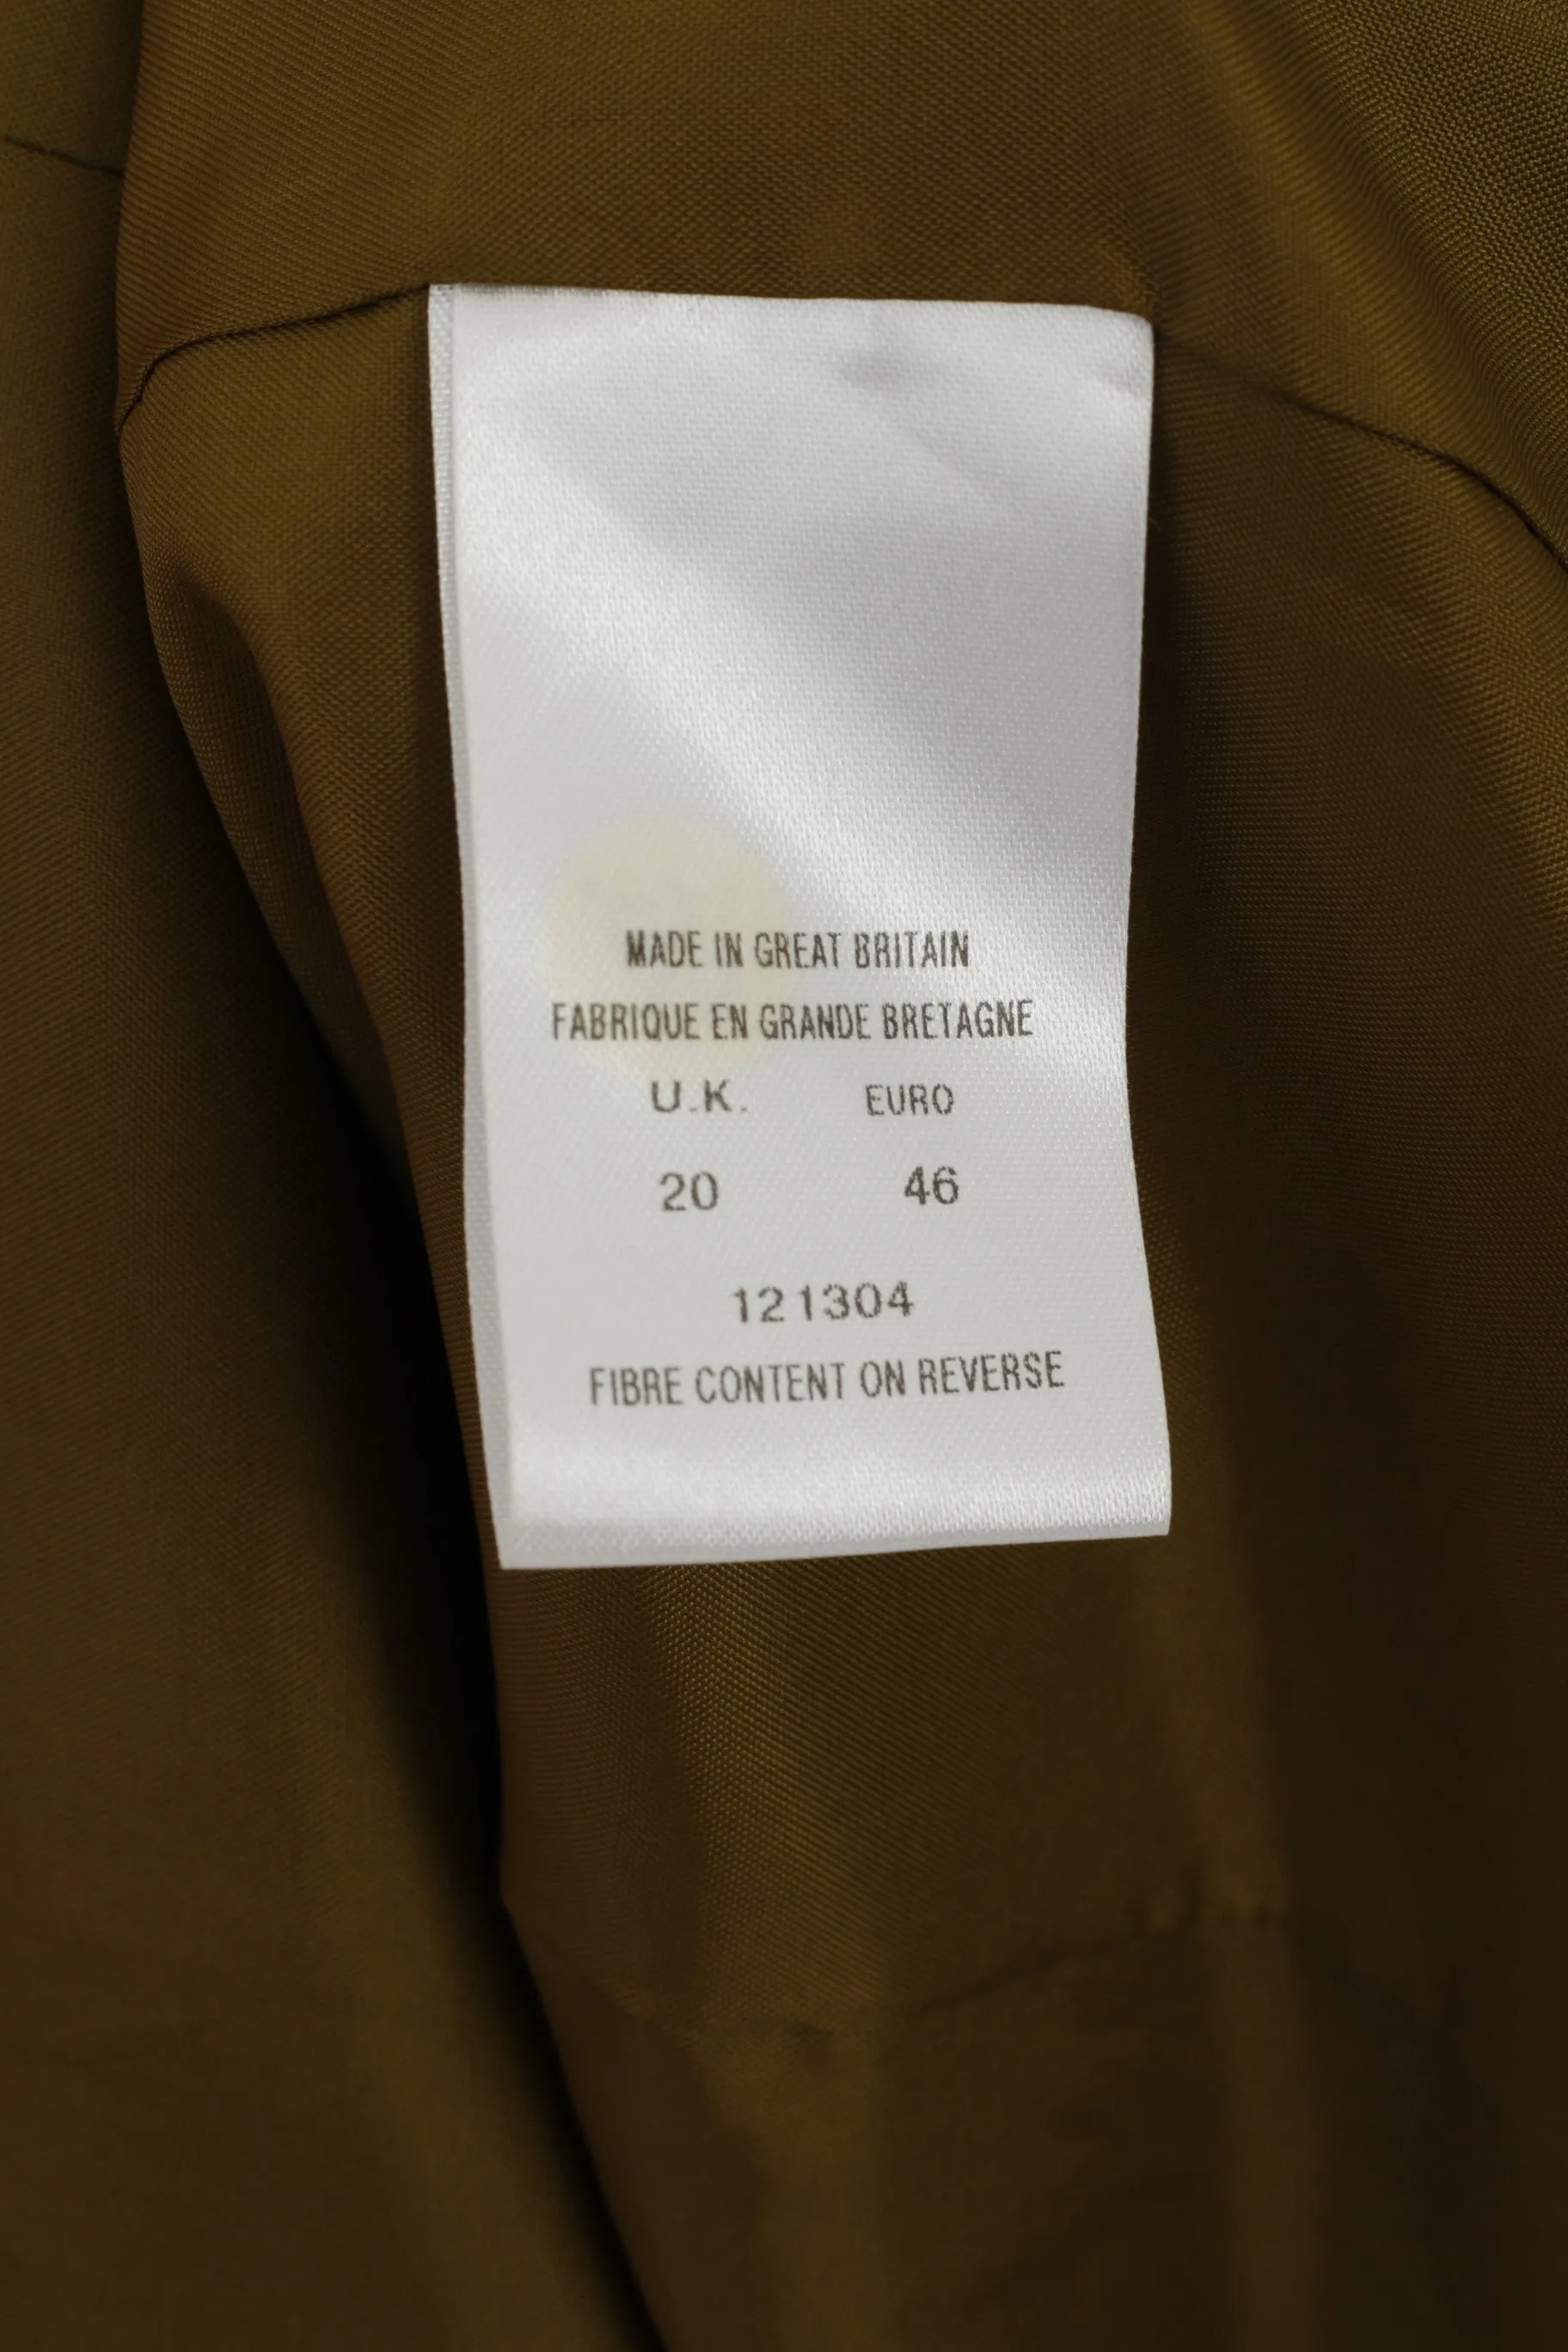 MADE IN GREAT BRITAIN
FABRIQUE EN GRANDE BRETAGNE
U.K. EURO
20 46
121304
FIBRE CONTENT ON REVERSE